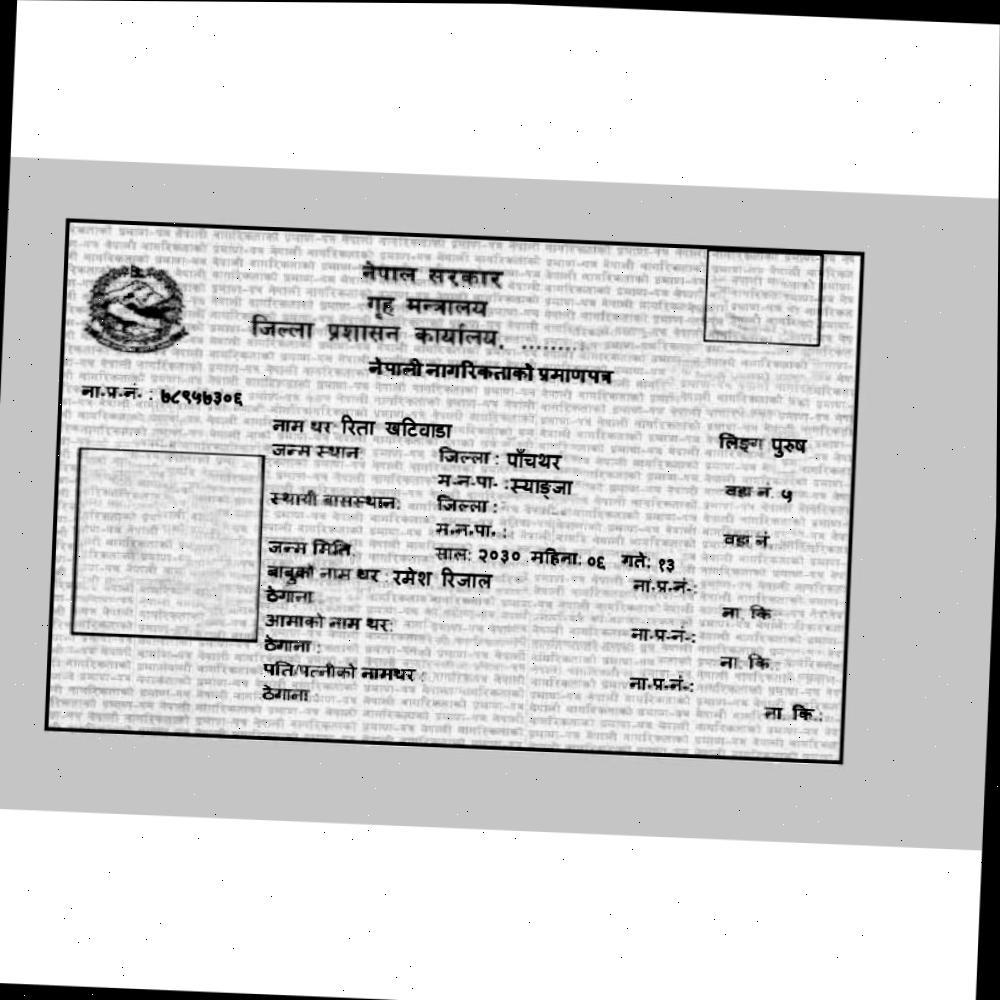 नेपाल सरकार
गृह मन्त्रालय
जिल्ला प्रशासन कार्यालय, ........
नेपाली नागरिकताको प्रमाणपत्र
ना.प्र.नं. : ७८९५७३०६
नाम थर: रिता खटिवाडा लिङ्ग पुरुष
जन्म स्थान: जिल्ला : पाँचथर
म.न.पा. : स्याङ्जा वडा नं. ५
स्थायी बासस्थान: जिल्ला :
म.न.पा. : वडा नं.
जन्म मिति: साल: २०३० महिना: ०६ गते: १३
बाबुको नाम थर : रमेश रिजाल ना.प्र.नं.:
ठेगाना ना. कि.:
आमाको नाम थर: ना.प्र.नं.:
ठेगाना : ना. कि.:
पति/पत्नीको नामथर : ना.प्र.नं.:
ठेगाना ना. कि.: